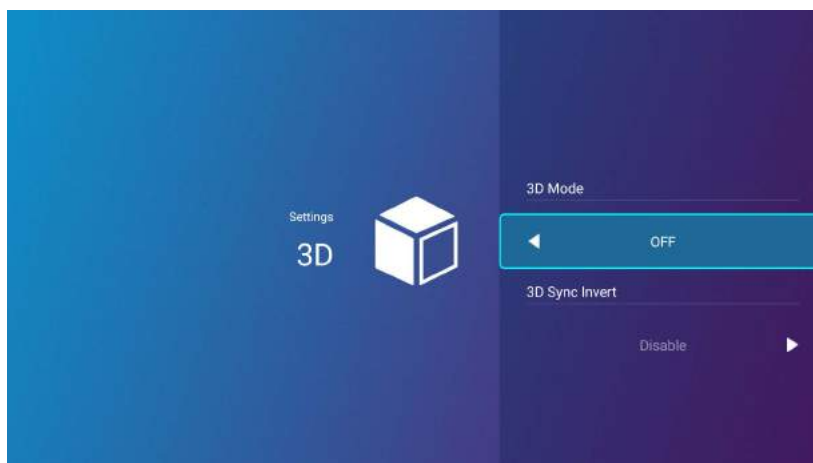 Settings
3D
3D Mode
OFF
3D Sync Invert
Disable